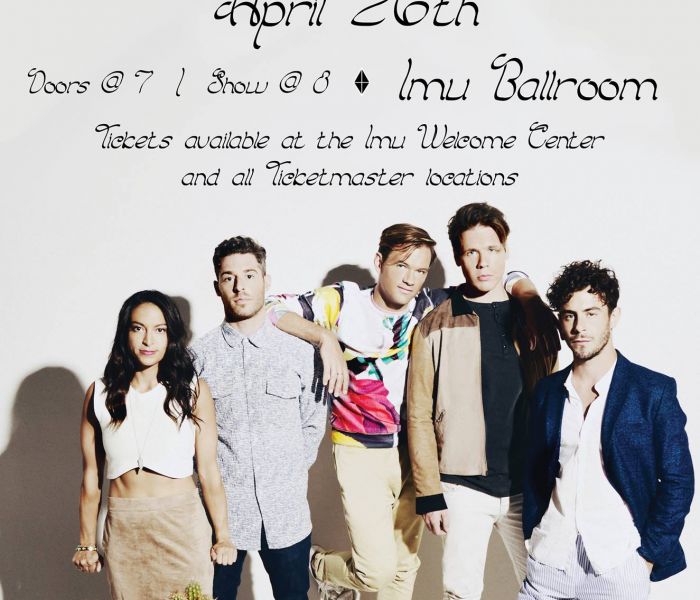 April 26th
Doors @ 7 | Show @ 8 ♦ Imu Ballroom
Tickets available at the Imu Welcome Center
and all Ticketmaster locations